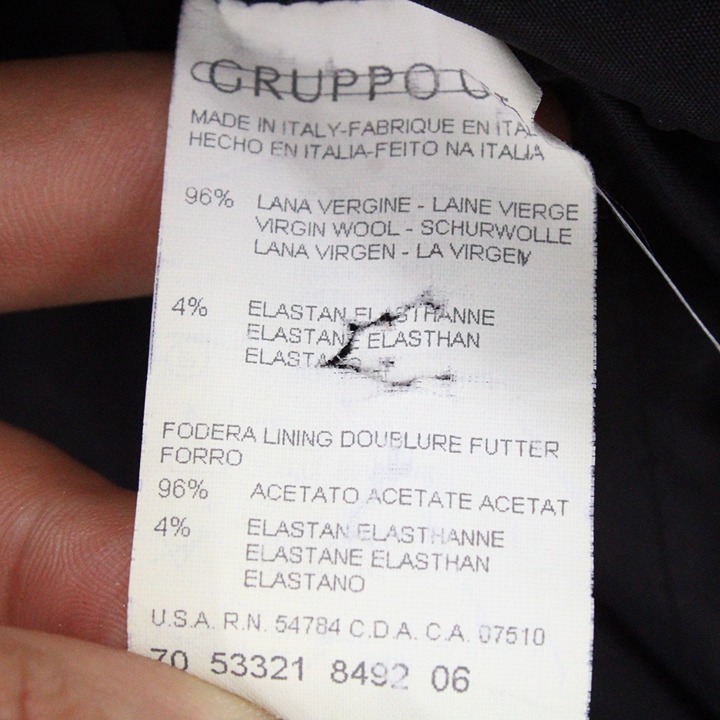 GRUPPO
MADE IN ITALY-FABRIQUE EN
HECHO EN ITALIA-FEITO NA ITALIA
96% LANA VERGINE - LAINE VIERGE
VIRGIN WOOL - SCHURWOLLE
LANA VIRGEN - LA VIRGEM
4% ELASTAN ELASTHANNE
ELASTANE ELASTHAN
FODERA LINING DOUBLURE FUTTER
FORRO
96% ACETATO ACETATE ACETAT
4% ELASTAN ELASTHANNE
ELASTANE ELASTHAN
ELASTANO
U.S.A. R.N. 54784 C.D.A. C.A. 07510
70 53321 8492 06